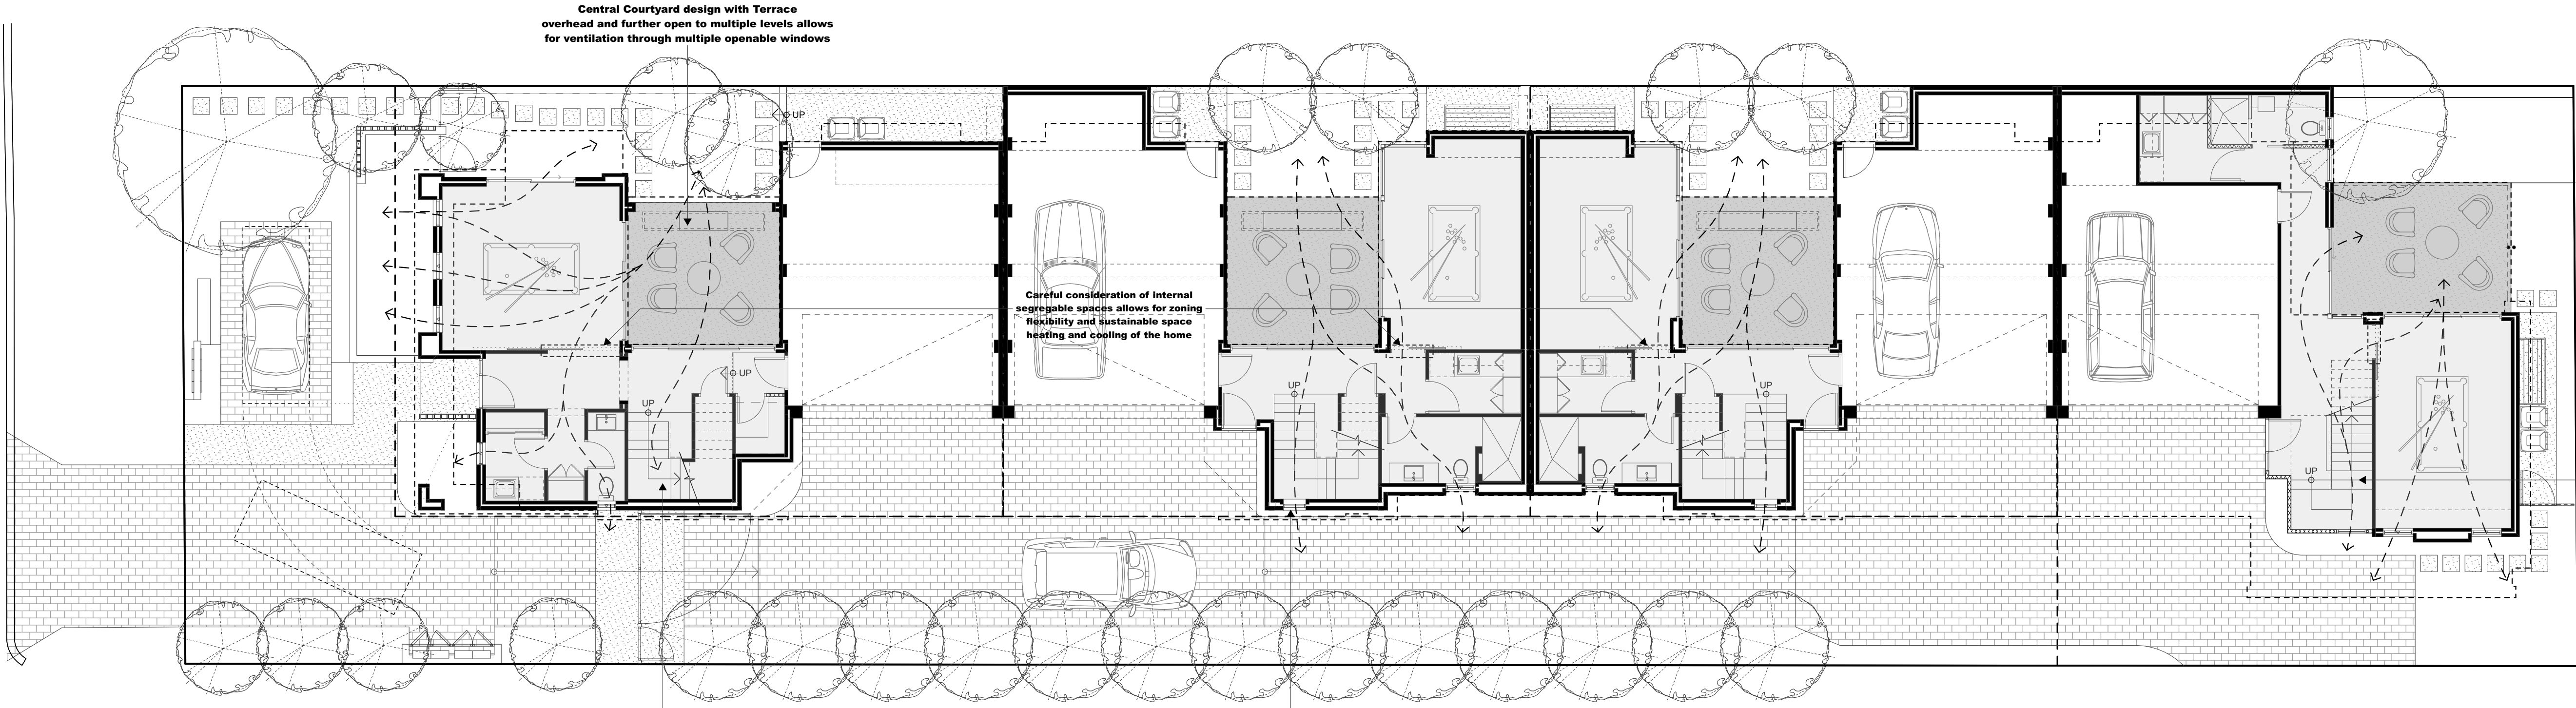 Central Courtyard design with Terrace
overhead and further open to multiple levels allows
for ventilation through multiple openable windows
UP
Careful consideration of internal
segregable spaces allows for zoning
flexibility and sustainable space
heating and cooling of the home
UP
UP
UP
UP
UP